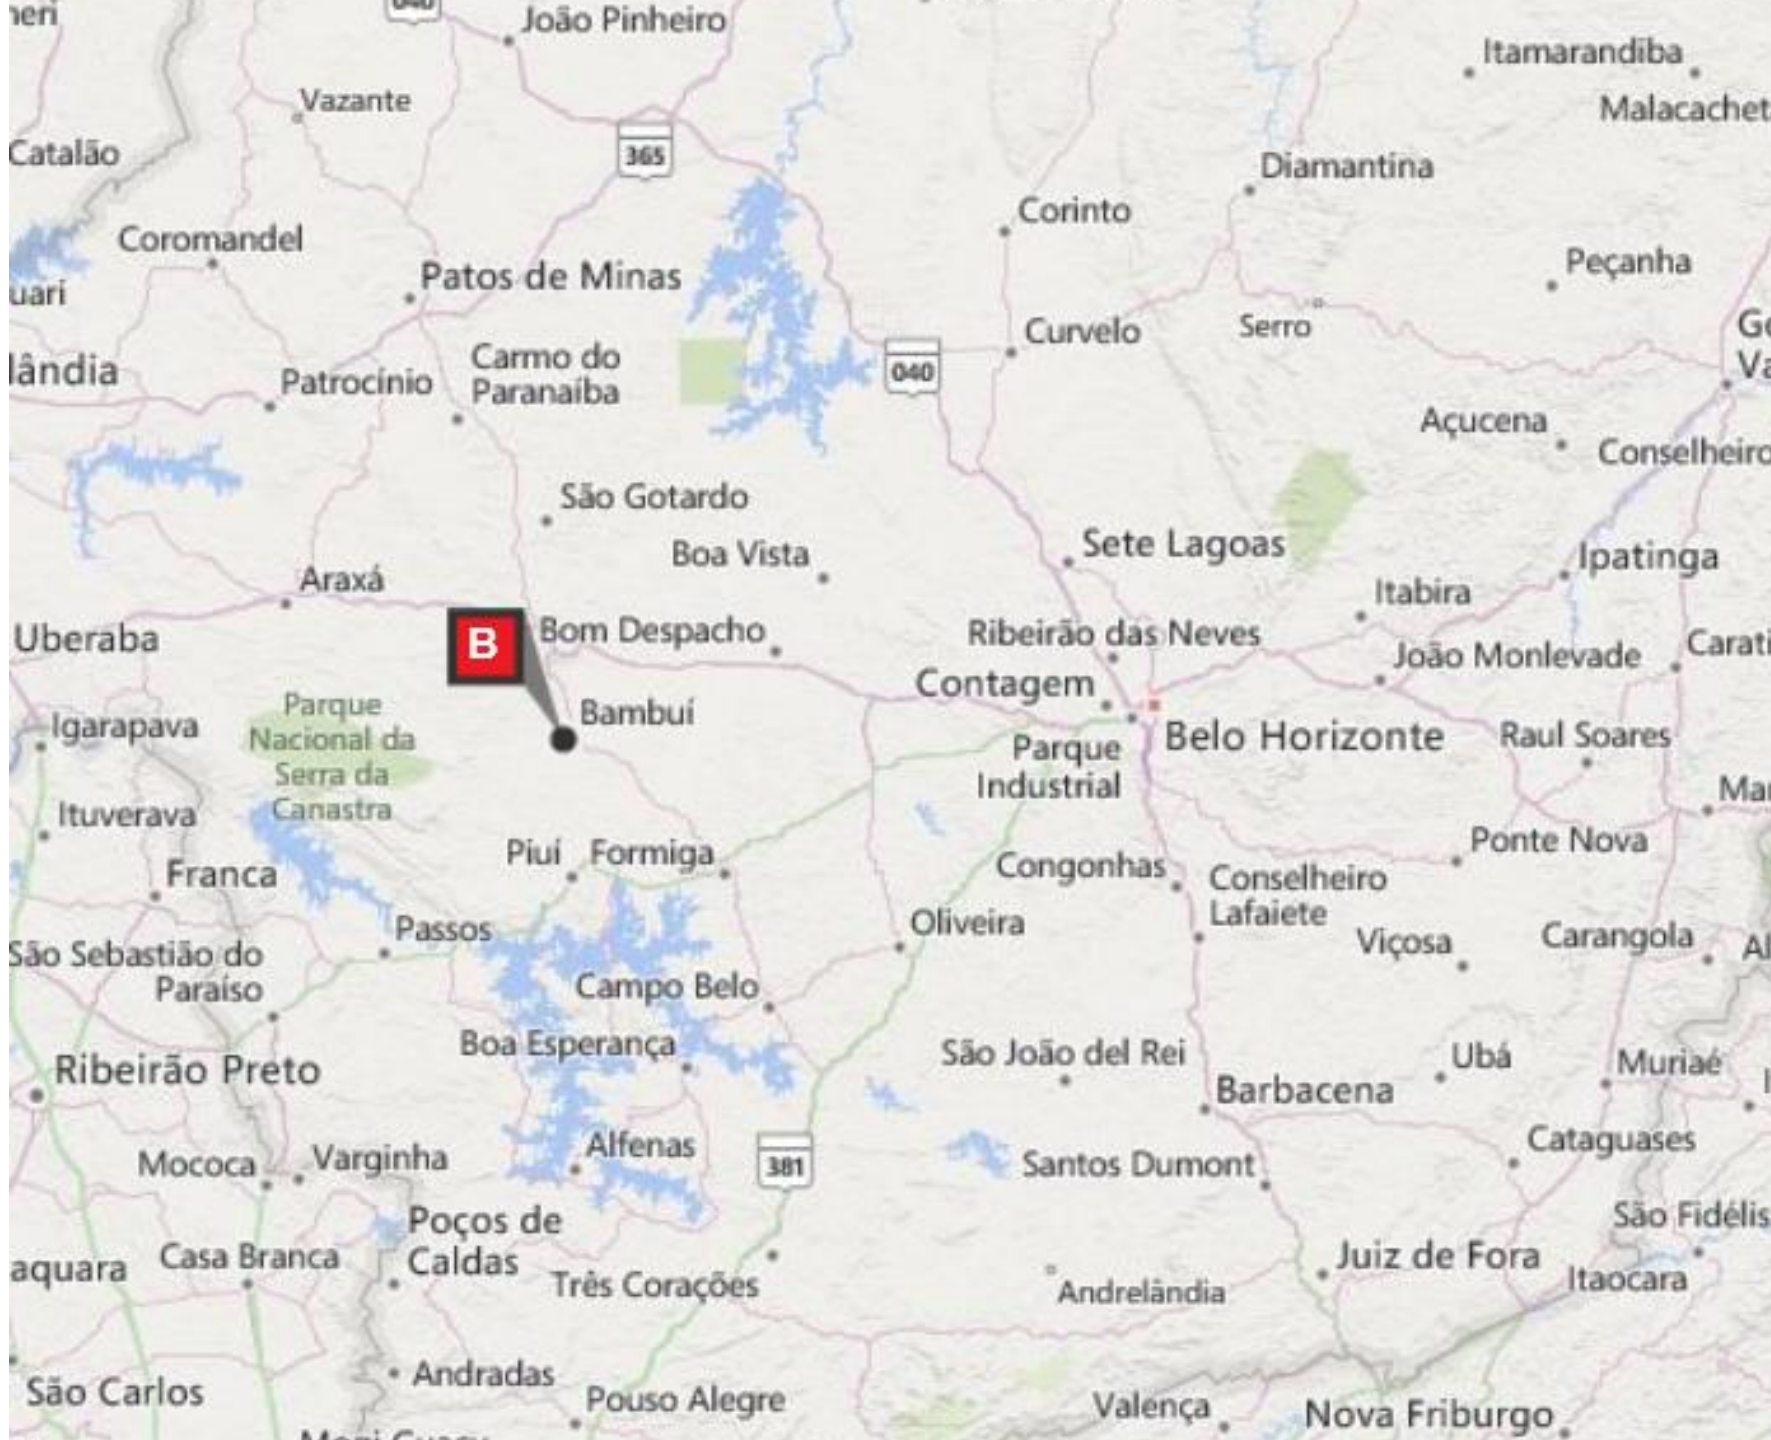 040
João Pinheiro
Itamarandiba
Vazante
Malacachet
Catalão
365
Diamantina
Corinto
Coromandel
Peçanha
Patos de Minas
uari
Serro
Curvelo
Carmo do
Paranaíba
040
lândia
Patrocínio
Açucena
Conselheiro
São Gotardo
Sete Lagoas
Boa Vista
Ipatinga
Araxá
Itabira
Uberaba
B
Bom Despacho
Ribeirão das Neves
João Monlevade
Carati
Contagem
Igarapava
Parque
Nacional da
Serra da
Canastra
Bambuí
Belo Horizonte
Raul Soares
Parque
Industrial
Ituverava
Ponte Nova
Piuí
Formiga
Congonhas
Franca
Conselheiro
Lafaiete
Oliveira
Passos
Viçosa
Carangola
São Sebastião do
Paraíso
Campo Belo
Boa Esperança
São João del Rei
Ubá
Muriaé
Ribeirão Preto
Barbacena
Alfenas
Cataguases
Mococa
Varginha
381
Santos Dumont
São Fidélis
Poços de
Caldas
Casa Branca
aquara
Juiz de Fora
Três Corações
Itaocara
Andrelândia
Andradas
São Carlos
Pouso Alegre
Valença
Nova Friburgo